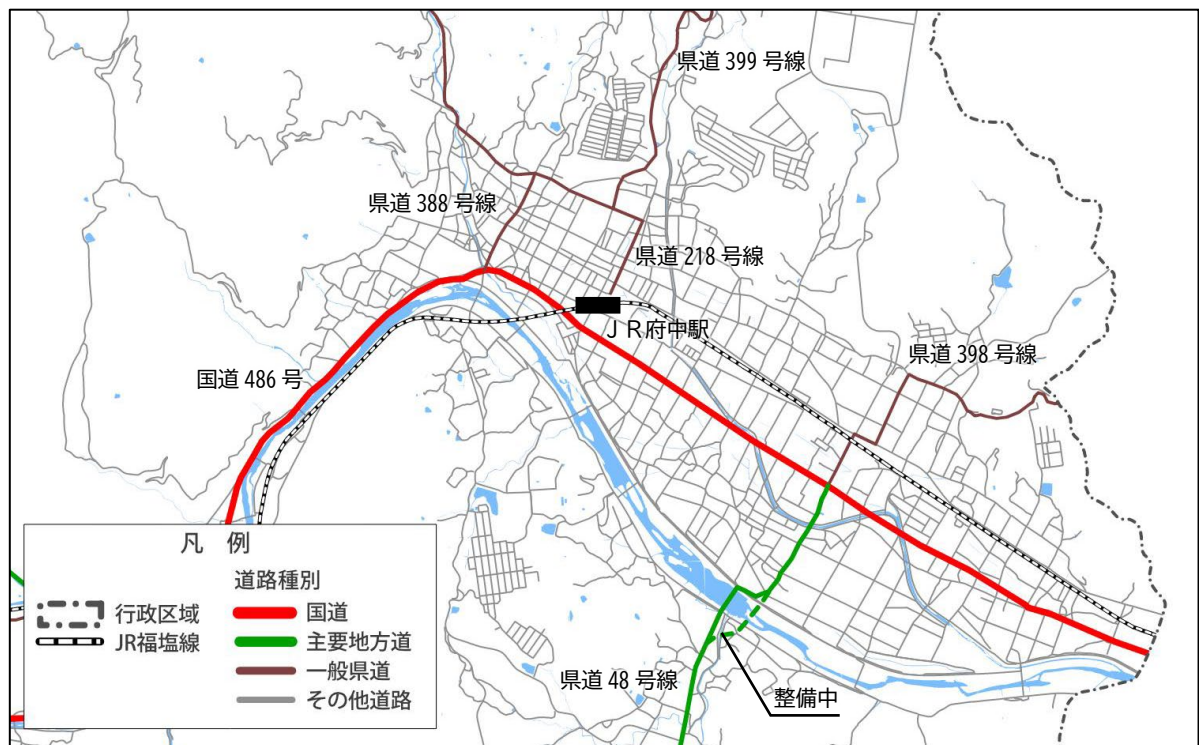 県道 399 号線
県道 388 号線
県道 218 号線
ＪＲ府中駅
県道 398 号線
国道 486 号
凡　例
道路種別
行政区域
国道
JR福塩線
主要地方道
一般県道
その他道路
県道 48 号線
整備中